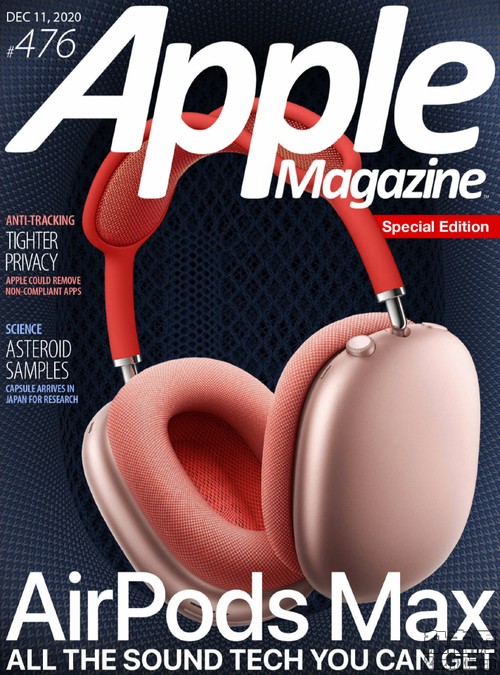 DEC 11, 2020
#476
Apple
Magazine
Special Edition
ANTI-TRACKING
TIGHTER
PRIVACY
APPLE COULD REMOVE
NON-COMPLIANT APPS
SCIENCE
ASTEROID
SAMPLES
CAPSULE ARRIVES IN
JAPAN FOR RESEARCH
AirPods Max
ALL THE SOUND TECH YOU CAN GET